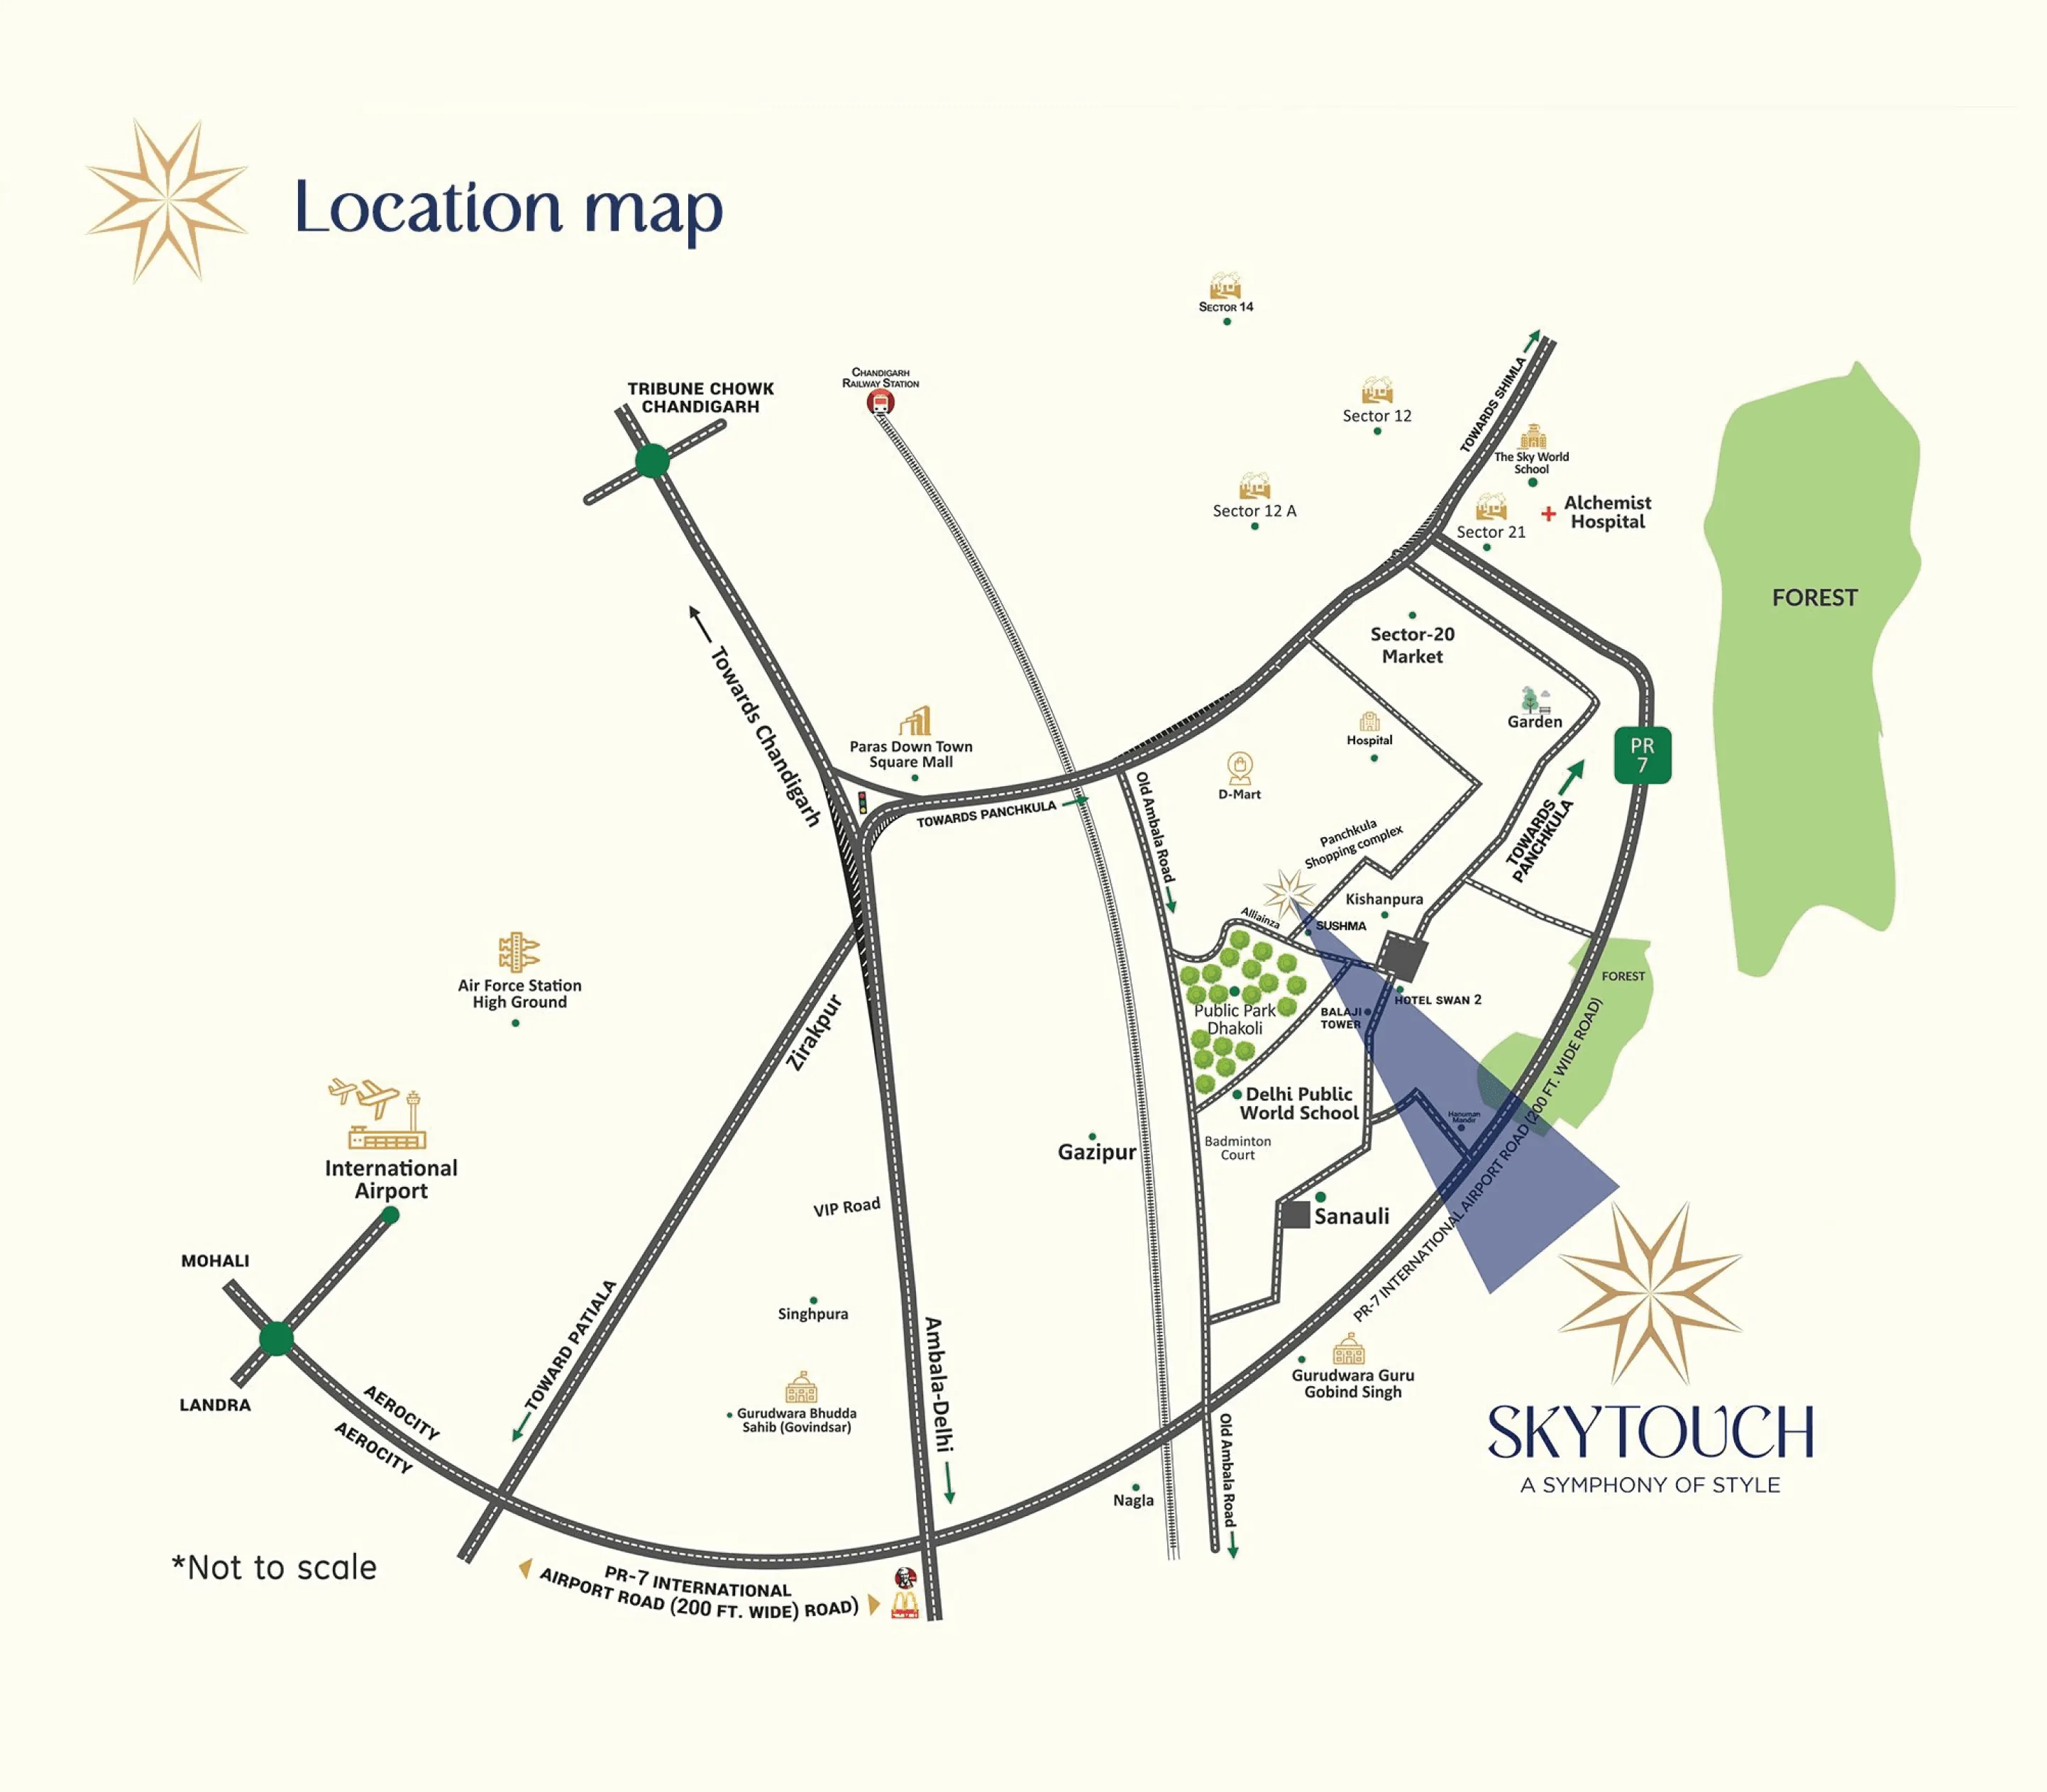 Location map
SECTOR 14
TRIBUNE CHOWK
CHANDIGARH
CHANDIGARH
RAILWAY STATION
Sector 12
TOWARDS SHIMLA
The Sky World
School
Sector 12 A
Sector 21
Alchemist
Hospital
FOREST
Sector-20
Market
Towards Chandigarh
Paras Down Town
Square Mall
Garden
Hospital
PR
7
D-Mart
TOWARDS PANCHKULA
Old Ambala Road
TOWARDS
PANCHKULA
Panchkula
Shopping complex
Kishanpura
Alliainza
SUSHMA
FOREST
Air Force Station
High Ground
HOTEL SWAN 2
Public Park
Dhakoli
BALAJI
TOWER
Zirakpur
Delhi Public
World School
Hanuman
Mandir
Badminton
Court
Gazipur
International
Airport
VIP Road
Sanauli
PR-7 INTERNATIONAL AIRPORT ROAD (200 FT. WIDE ROAD)
MOHALI
Singhpura
TOWARD PATIALA
Ambala-Delhi
Gurudwara Guru
Gobind Singh
LANDRA
AEROCITY
AEROCITY
Gurudwara Bhudda
Sahib (Govindsar)
SKYTOUCH
A SYMPHONY OF STYLE
Old Ambala Road
Nagla
*Not to scale
PR-7 INTERNATIONAL
AIRPORT ROAD (200 FT. WIDE) ROAD)